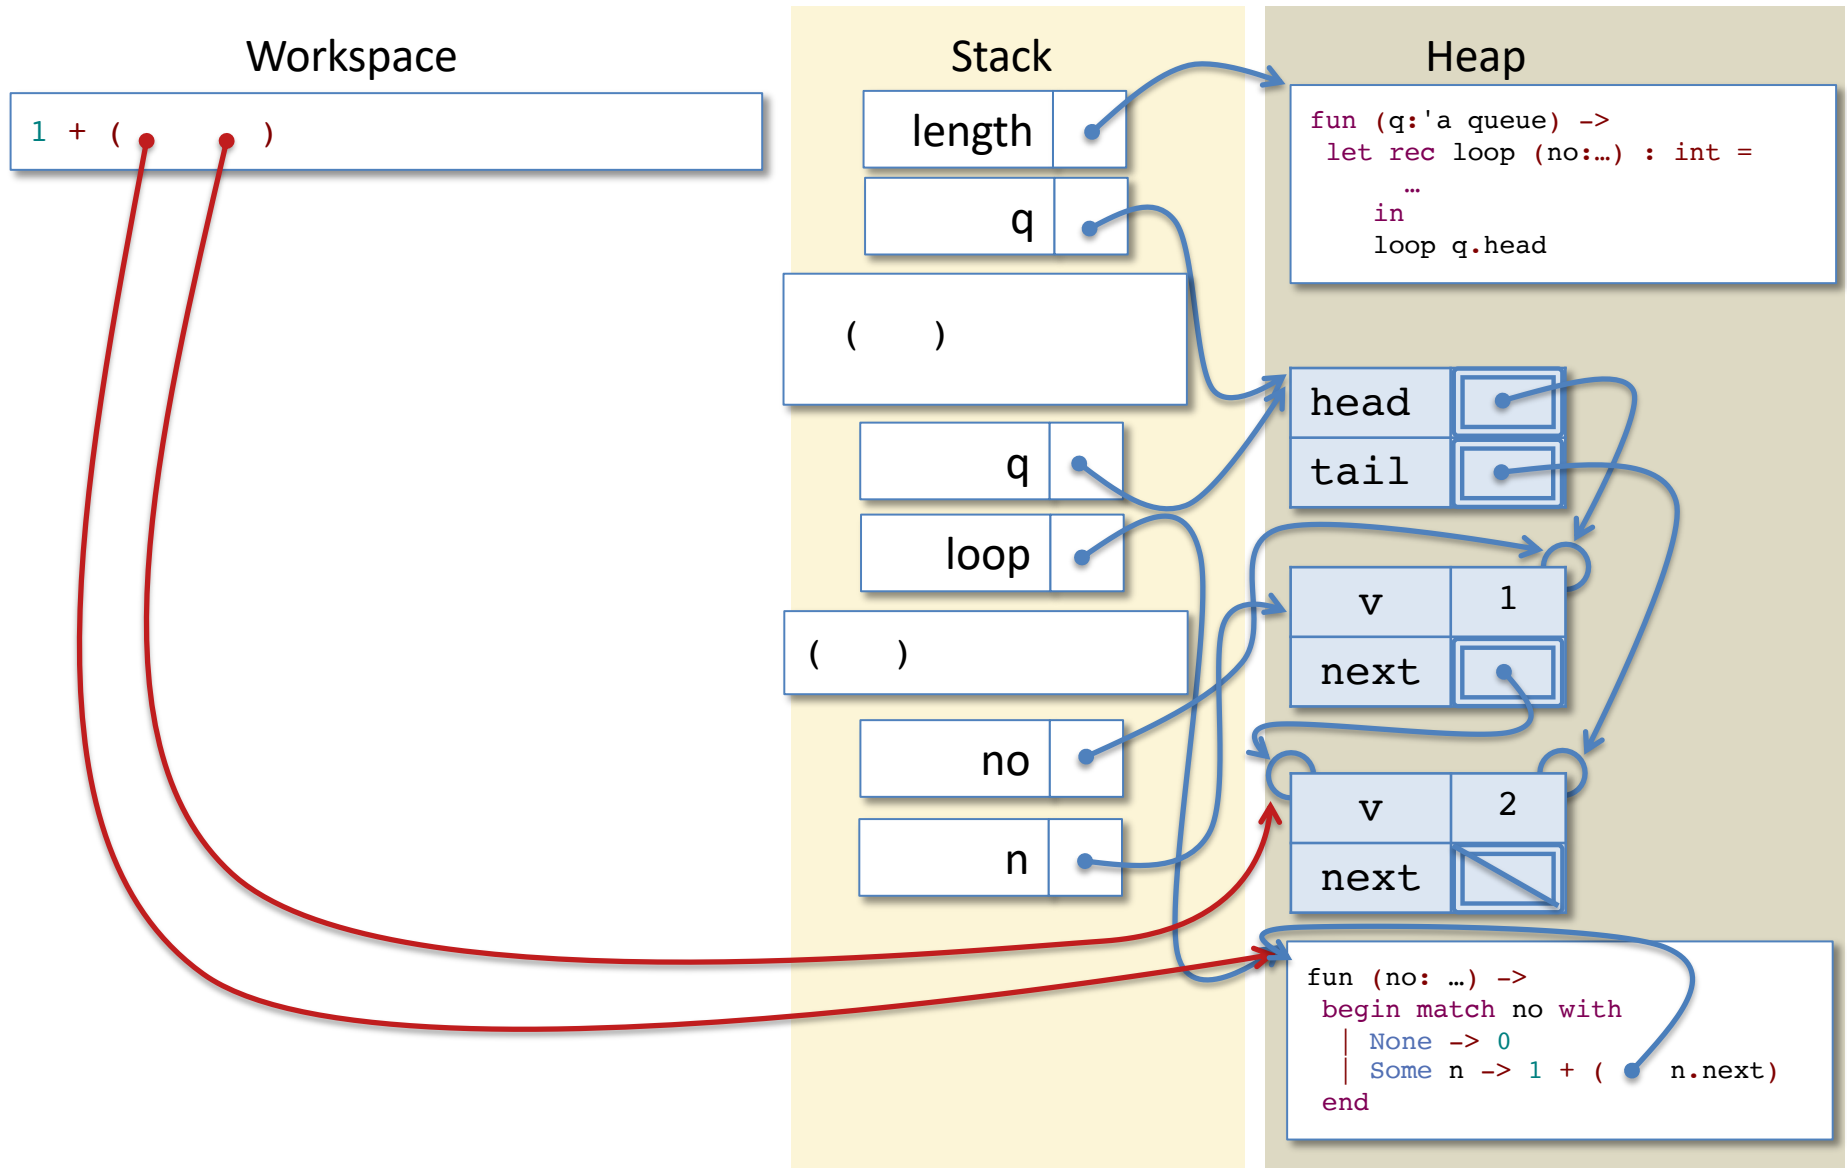 Workspace
1 + ( )
Stack
length
q
( )
q
loop
( )
no
n
Heap
fun (q:'a queue) ->
let rec loop (no:…) : int =
…
in
loop q.head
head
tail
v 1
next
v 2
next
fun (no: …) ->
begin match no with
| None -> 0
| Some n -> 1 + ( n.next)
end